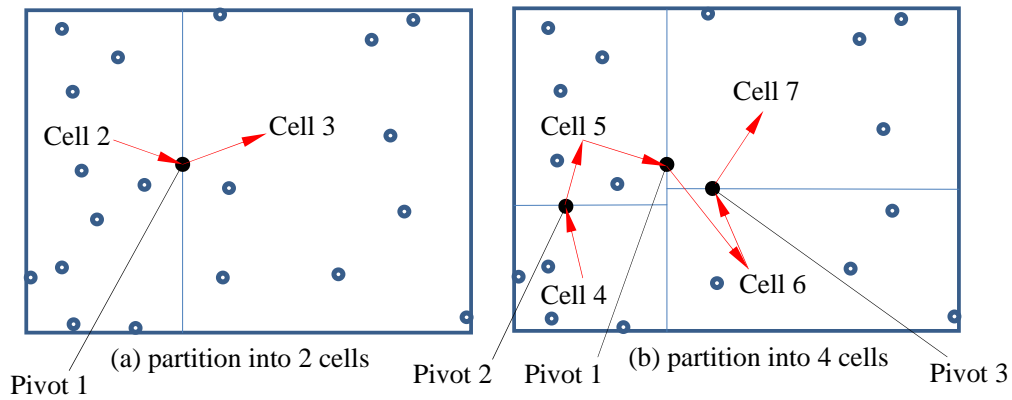 Cell 2
Cell 3
Cell 7
Cell 5
Cell 4
Cell 6
(a) partition into 2 cells
(b) partition into 4 cells
Pivot 1
Pivot 2
Pivot 1
Pivot 3